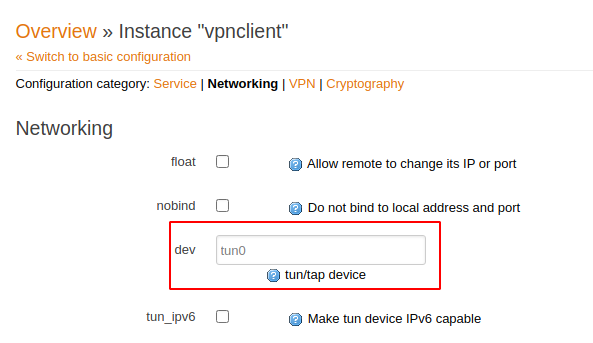 Overview » Instance "vpnclient"
« Switch to basic configuration
Configuration category: Service | Networking | VPN | Cryptography
Networking
float ? Allow remote to change its IP or port
nobind ? Do not bind to local address and port
dev tun0
? tun/tap device
tun_ipv6 ? Make tun device IPv6 capable